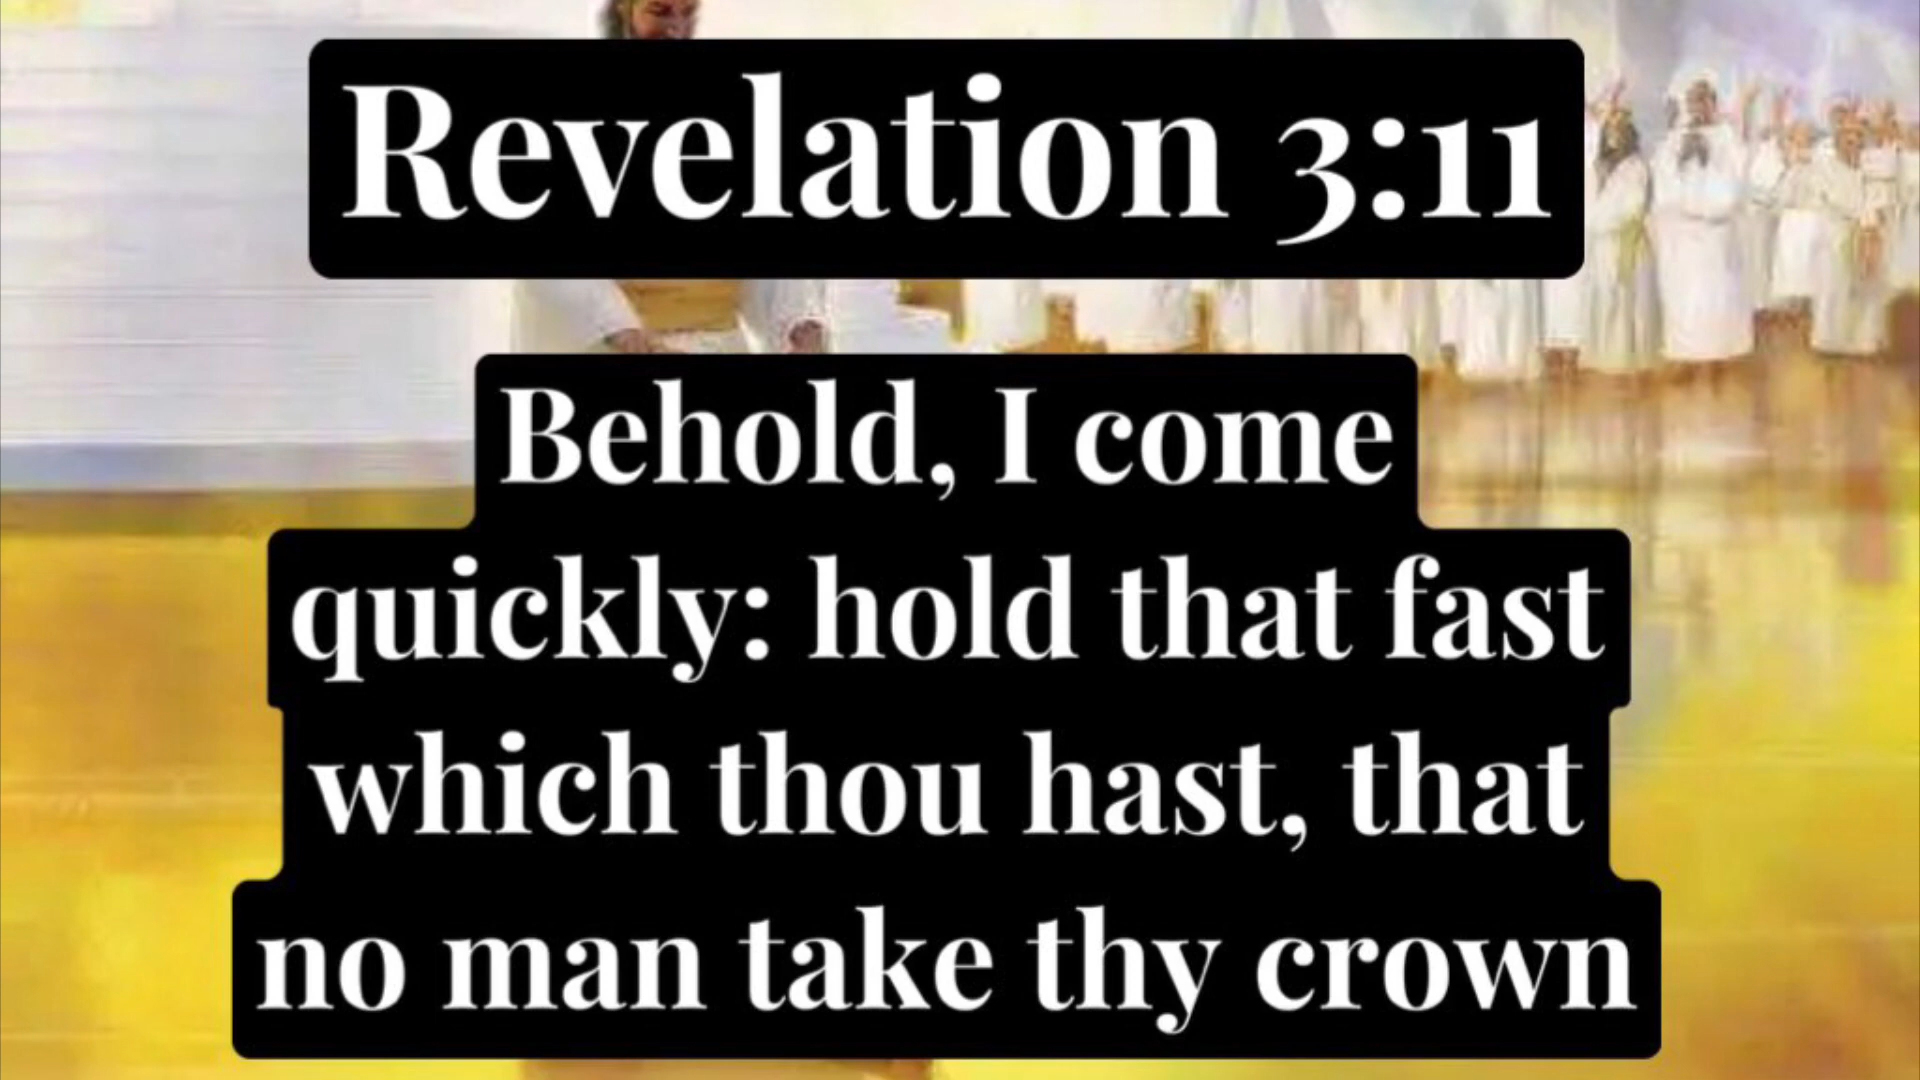 Revelation 3:11
Behold, I come
quickly: hold that fast
which thou hast, that
no man take thy crown